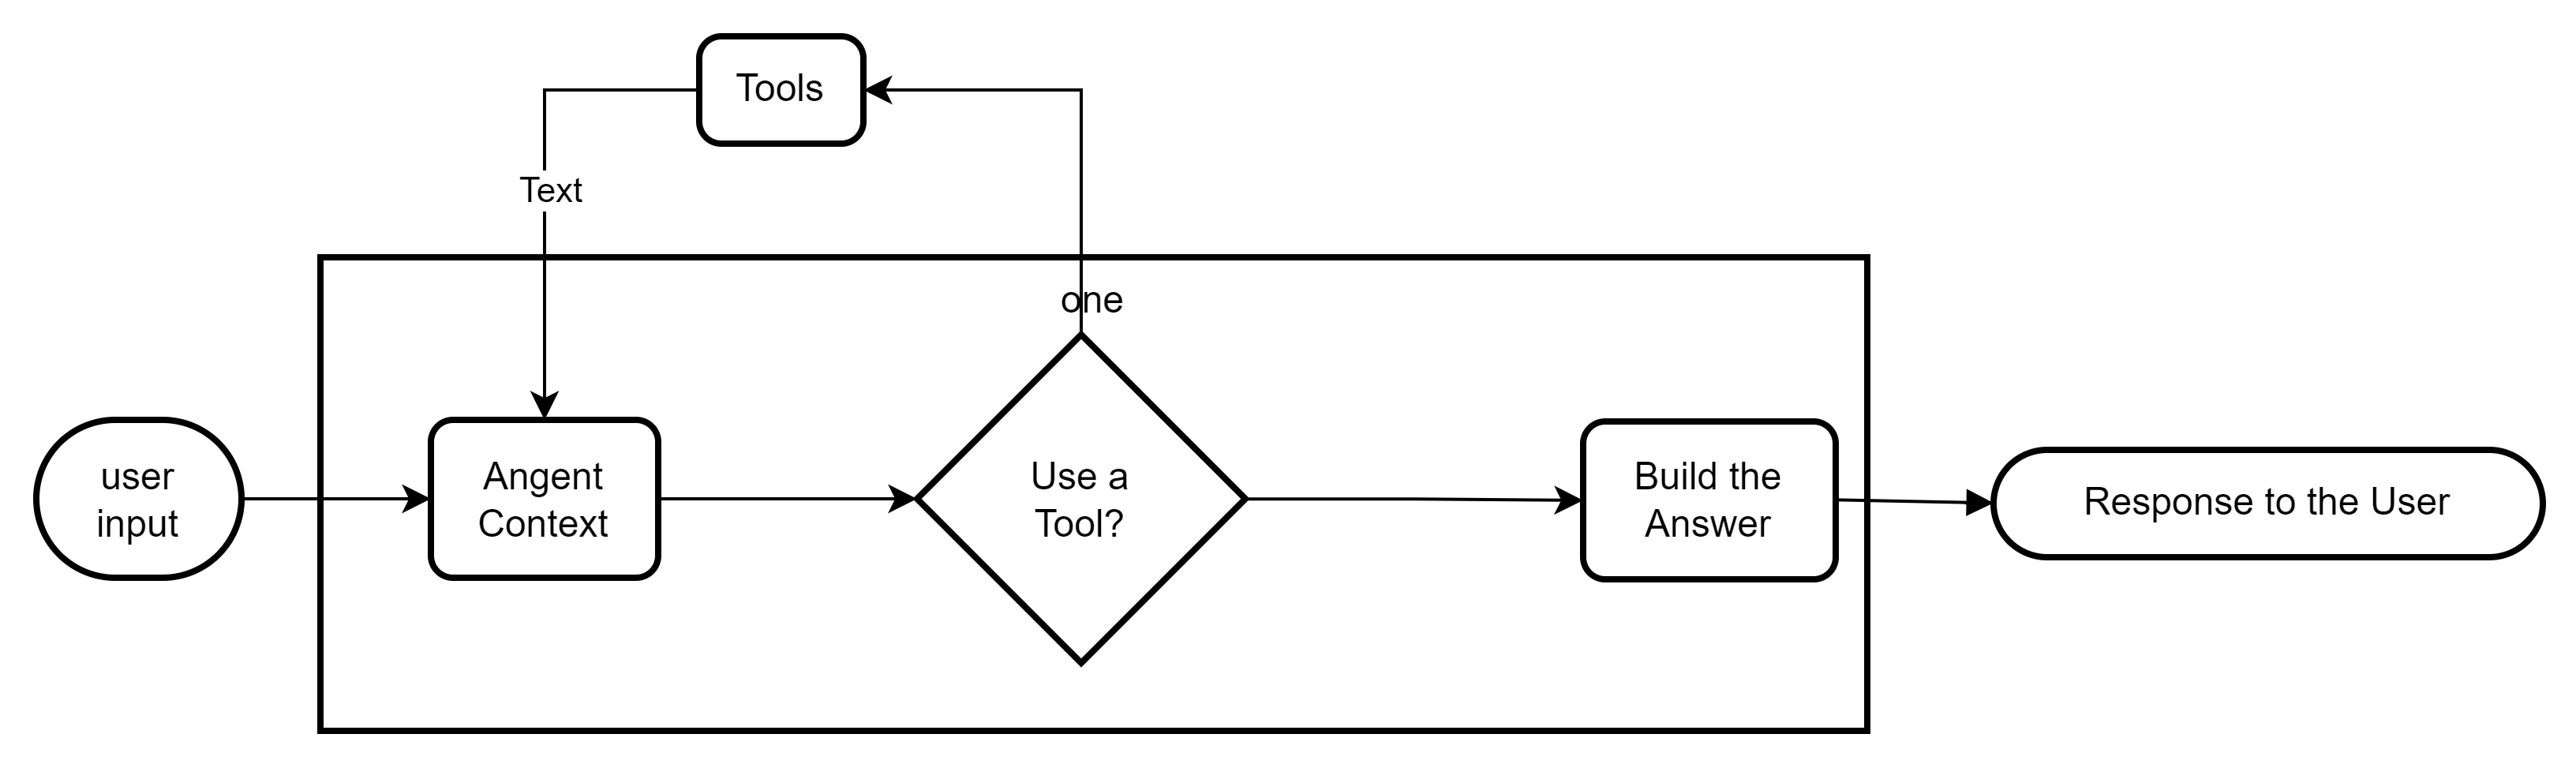 Tools
Text
one
user
input
Angent
Context
Use a
Tool?
Build the
Answer
Response to the User